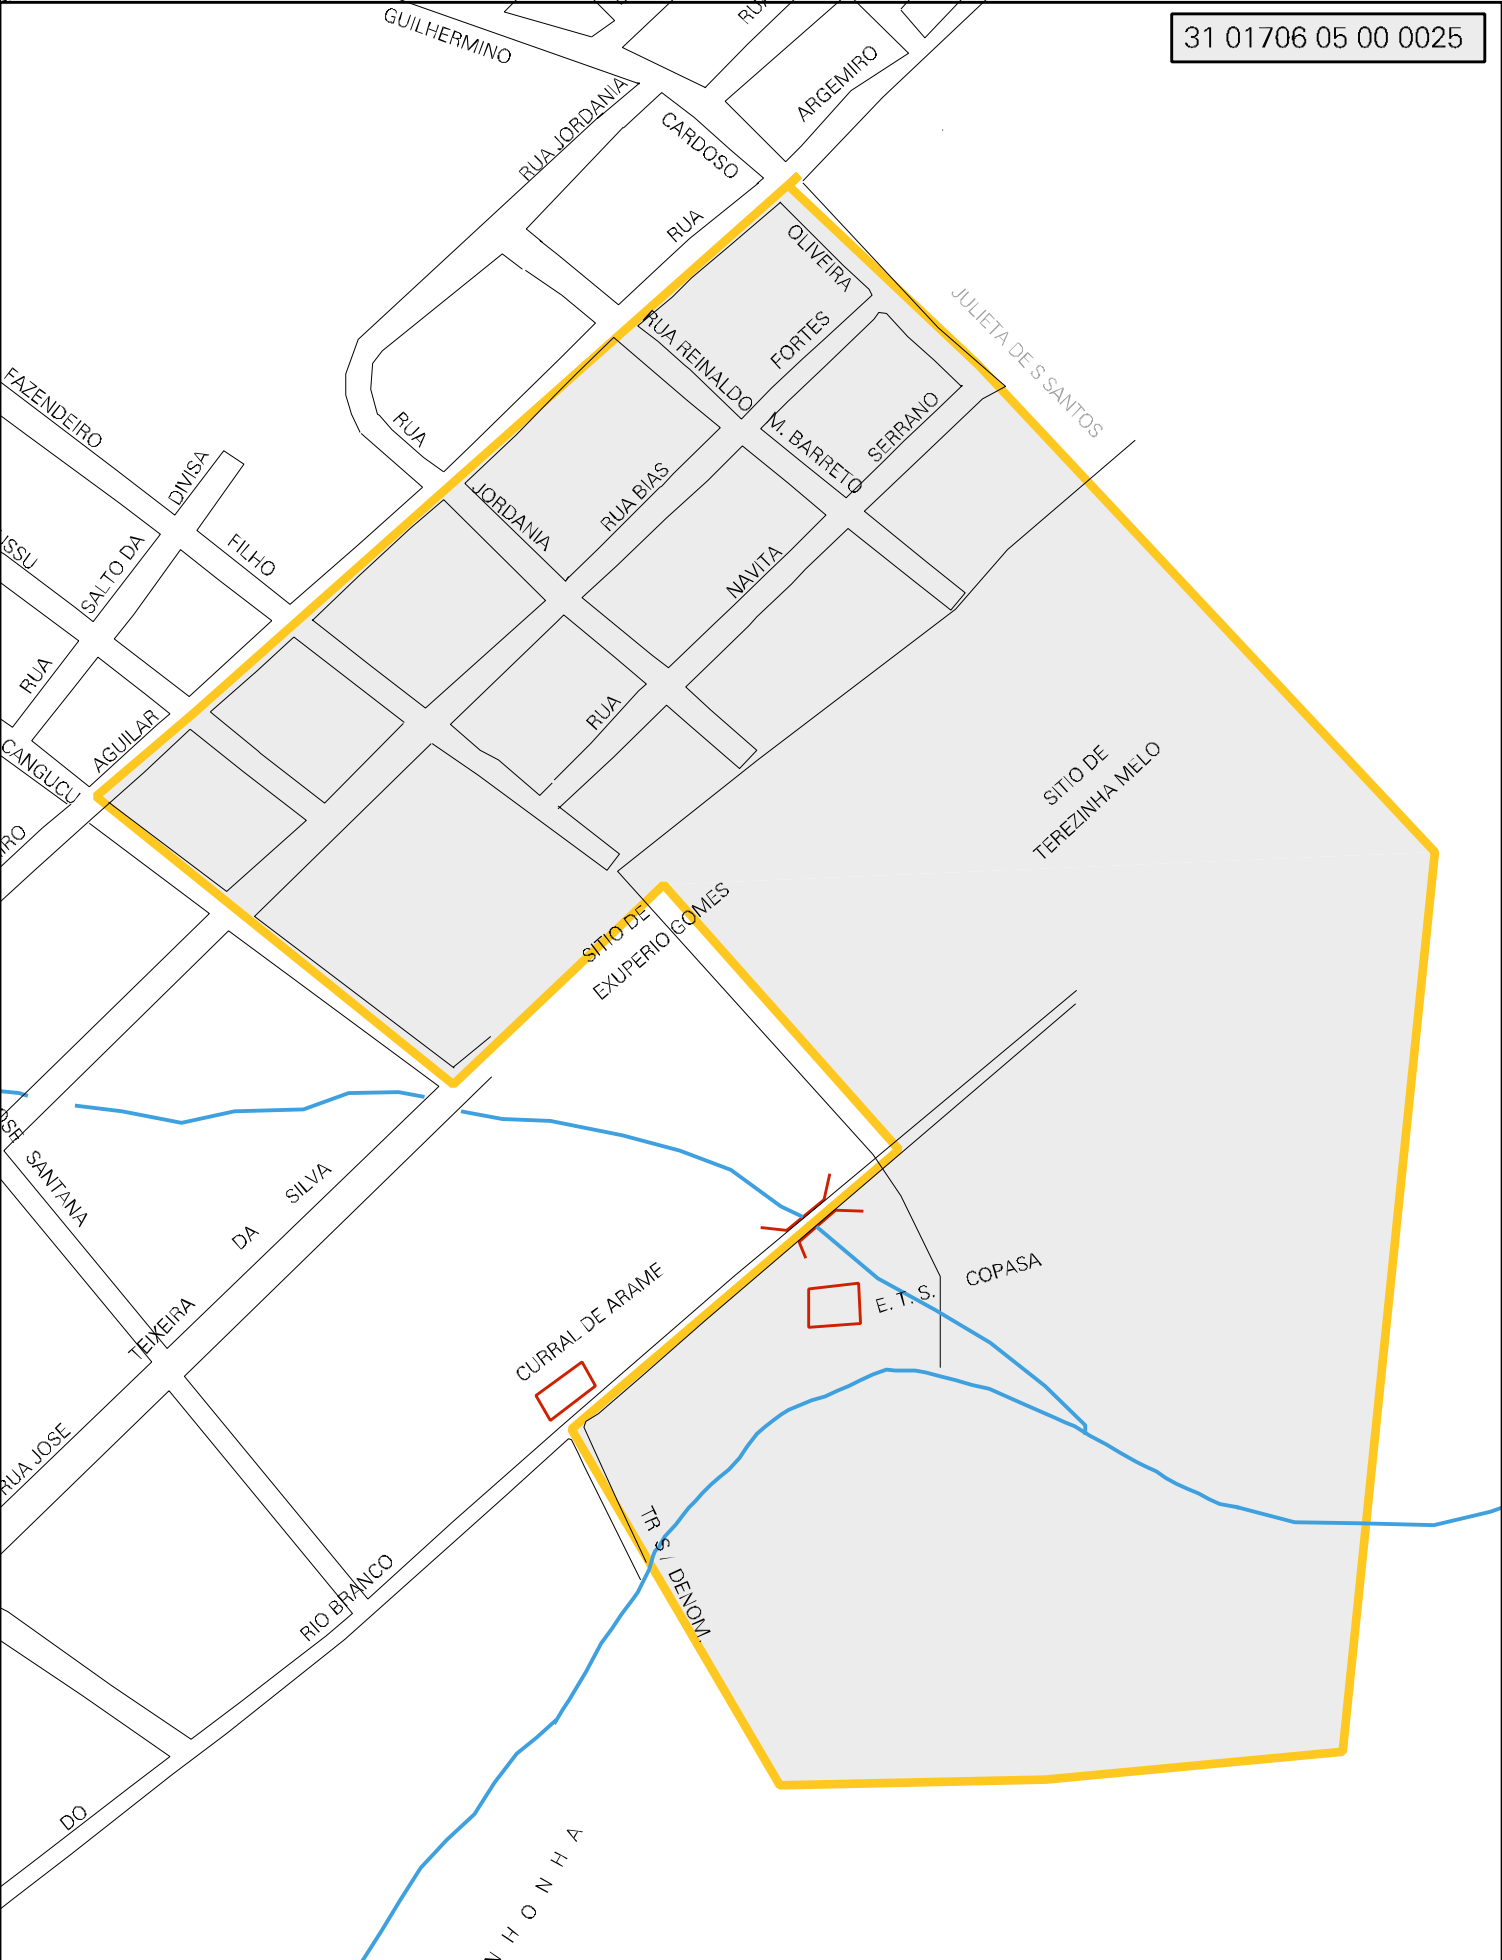 31 01706 05 00 0025
GUILHERMINO
ARGEMIRO
RUA JORDANIA
CARDOSO
RUA
OLIVEIRA
JULIETA DE S SANTOS
RUA REINALDO
FORTES
FAZENDEIRO
RUA
M. BARRETO
SERRANO
DIVISA
JORDANIA
RUA BIAS
SALTO DA
FILHO
NAVITA
RUA
RUA
AGUILAR
CANGUCU
SITIO DE
TEREZINHA MELO
SITIO DE
EXUPERIO GOMES
SANTANA
SILVA
DA
TEIXEIRA
RUA JOSE
CURRAL DE ARAME
E. T. S.
COPASA
TR S / DENOM.
RIO BRANCO
DO
N H O N H A